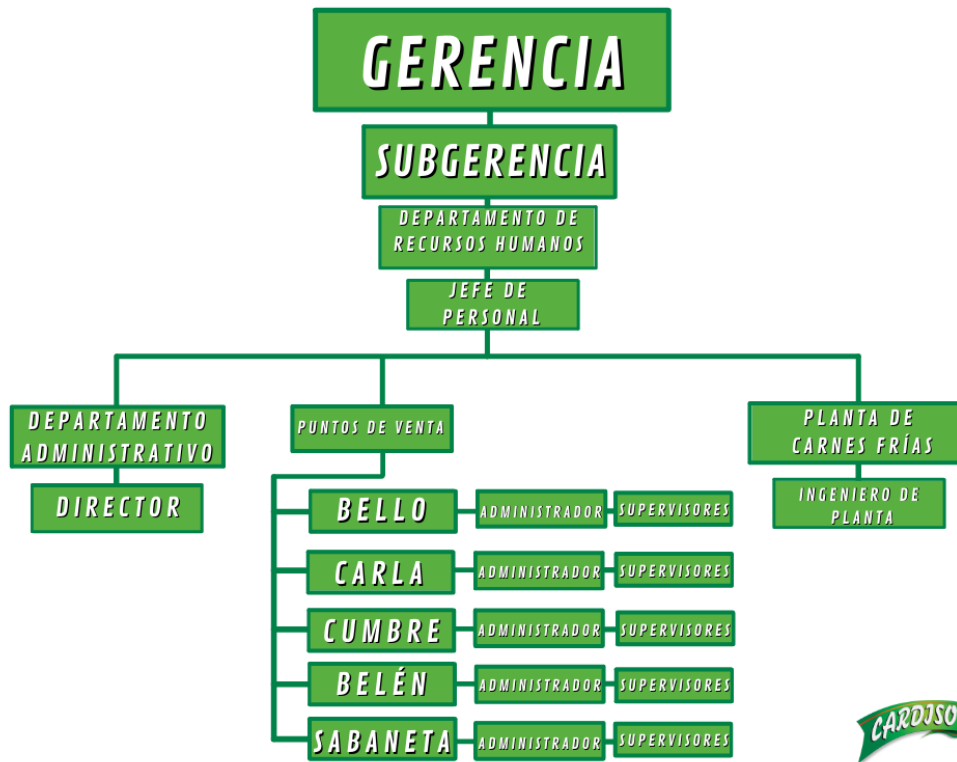 GERENCIA
SUBGERENCIA
DEPARTAMENTO DE
RECURSOS HUMANOS
JEFE DE
PERSONAL
DEPARTAMENTO
ADMINISTRATIVO
DIRECTOR
PUNTOS DE VENTA
BELLO ADMINISTRADOR SUPERVISORES
CARLA ADMINISTRADOR SUPERVISORES
CUMBRE ADMINISTRADOR SUPERVISORES
BELÉN ADMINISTRADOR SUPERVISORES
SABANETA ADMINISTRADOR SUPERVISORES
PLANTA DE
CARNES FRÍAS
INGENIERO DE
PLANTA
CARDISO